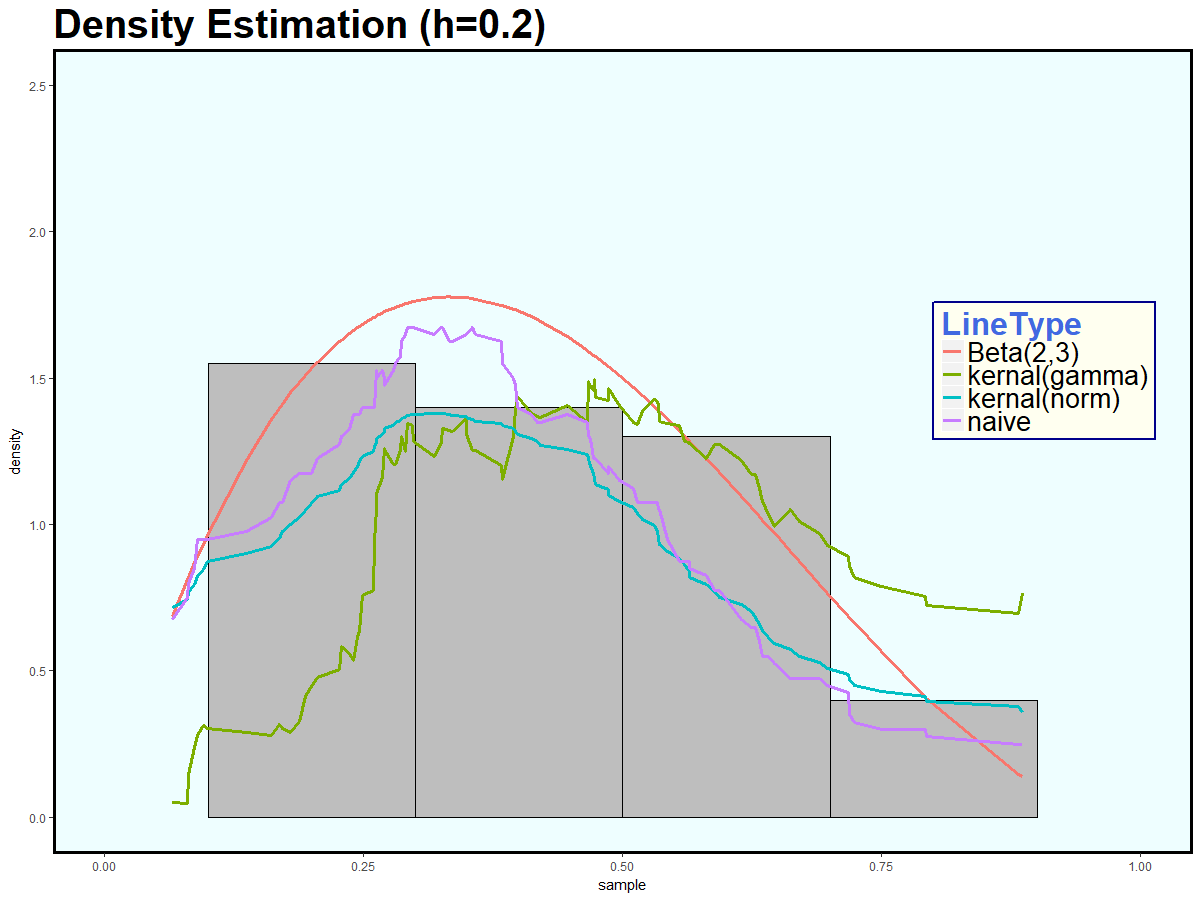 Density Estimation (h=0.2)
2.5
2.0
1.5
1.0
0.5
0.0
density
0.00 0.25 0.50 0.75 1.00
sample
LineType
Beta(2,3)
kernal(gamma)
kernal(norm)
naive